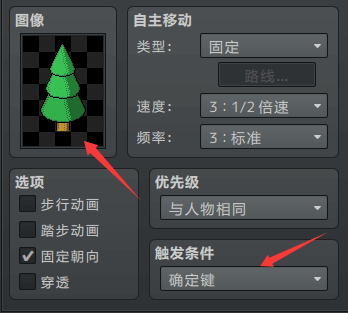 图像
自主移动
类型：
固定
路线...
速度：
3：1/2倍速
频率：
3：标准
选项
步行动画
踏步动画
固定朝向
穿透
优先级
与人物相同
触发条件
确定键